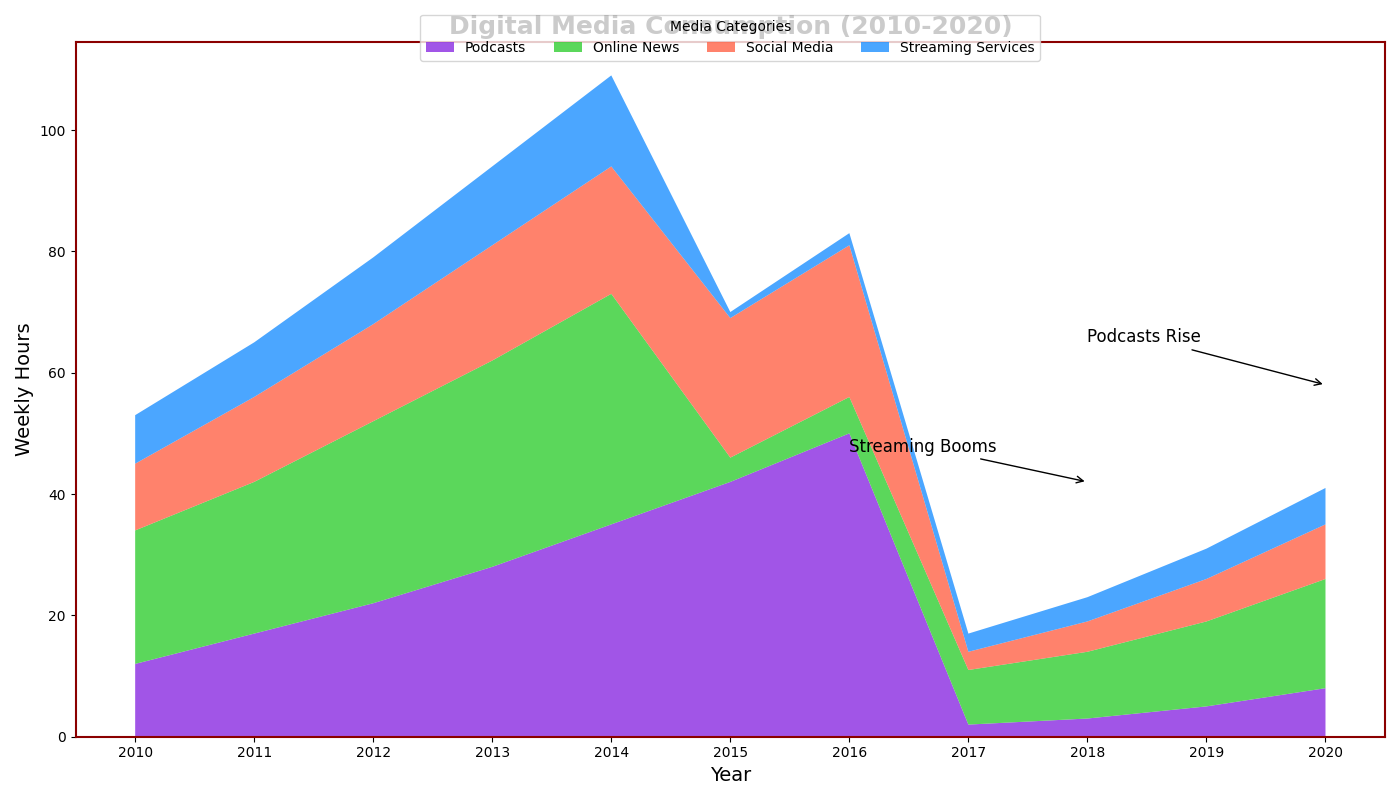 Digital Media Consumption (2010-2020)
Media Categories
Podcasts Online News Social Media Streaming Services
Weekly Hours
100
80
60
40
20
0
Podcasts Rise
Streaming Booms
2010 2011 2012 2013 2014 2015 2016 2017 2018 2019 2020
Year